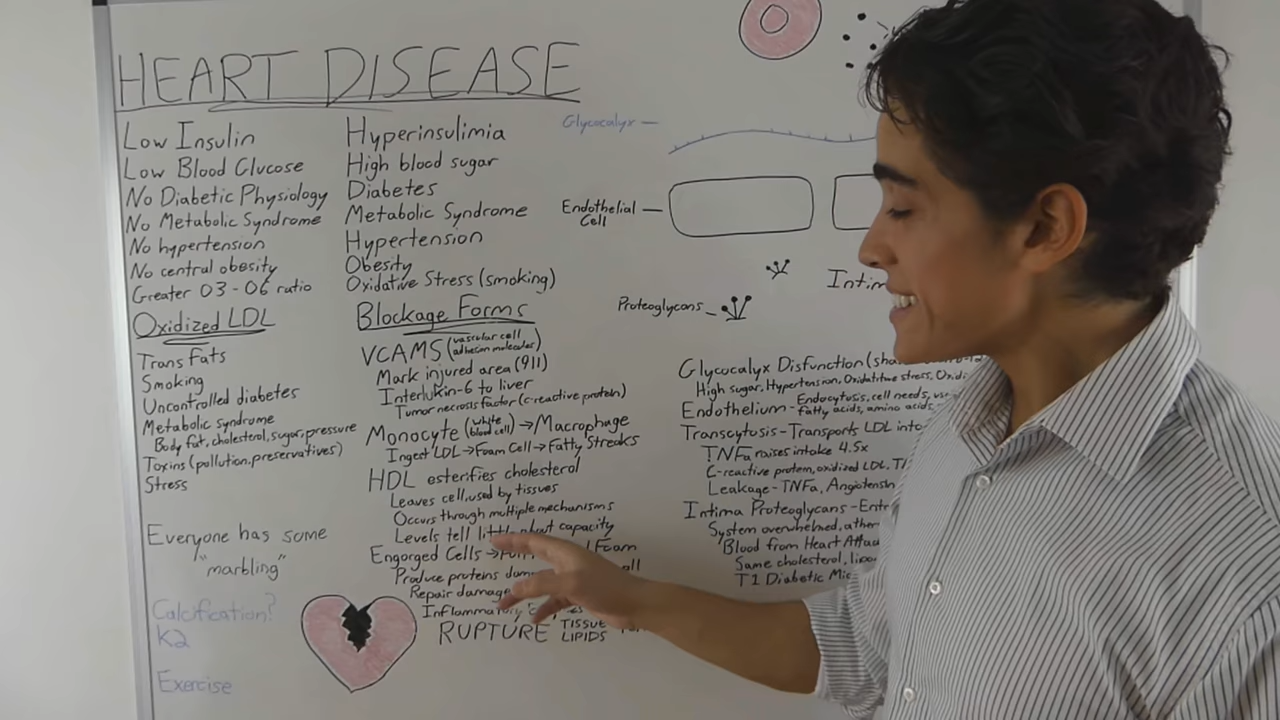 HEART DISEASE
Low Insulin
Low Blood Glucose
No Diabetic Physiology
No Metabolic Syndrome
No hypertension
No central obesity
Greater O3-O6 ratio
Oxidized LDL
Trans Fats
Smoking
Uncontrolled diabetes
Metabolic syndrome
Body fat, cholesterol, sugar, pressure
Toxins (pollution, preservatives)
Stress
Everyone has some
"marbling"
Calcification?
K2
Exercise
Hyperinsulimia
High blood sugar
Diabetes
Metabolic Syndrome
Hypertension
Obesity
Oxidative Stress (smoking)
Blockage Forms
VCAMS (vascular cell
adhesion molecules)
Mark injured area (911)
Interlukin-6 to liver
Tumor necrosis factor (c-reactive protein)
Monocyte (white
blood cell) → Macrophage
Ingest LDL → Foam Cell → Fatty Streaks
HDL esterifies cholesterol
Leaves cell, used by tissues
Occurs through multiple mechanisms
Levels tell little about capacity
Engorged Cells → Foam
Produce proteins
Repair damage
Inflammatory
RUPTURE TISSUE
LIPIDS
Glycocalyx —
Endothelial —
Cell
Proteoglycans -
Glycocalyx Disfunction
High sugar, Hypertension, Oxidatitve stress,
Endothelium - Endocytosis, cell needs,
fatty acids, amino acids
Transcytosis - Transports LDL into
TNFa raises intake 4.5x
C-reactive protein, oxidized LDL,
Leakage - TNFa,
Intima Proteoglycans -
System overwhelmed,
Blood from Heart
Same cholesterol,
T1 Diabetic